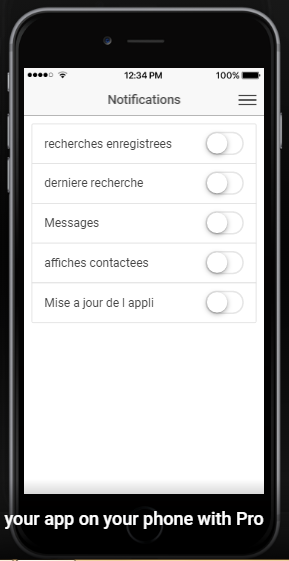 12:34 PM 100%
Notifications
recherches enregistrees
derniere recherche
Messages
affiches contactees
Mise a jour de l appli
your app on your phone with Pro